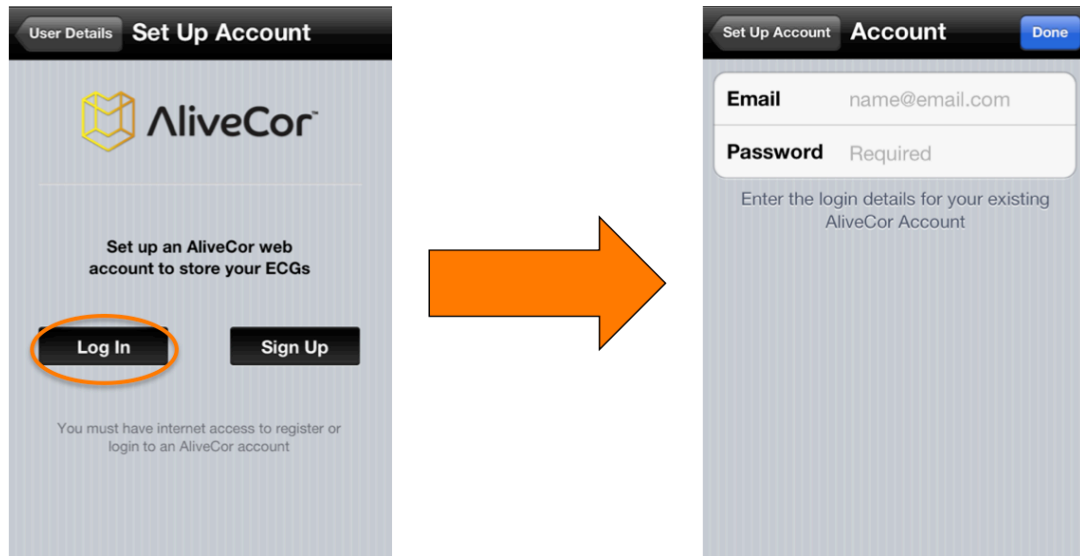 User Details Set Up Account
AliveCor™
Set up an AliveCor web
account to store your ECGs
Log In Sign Up
You must have internet access to register or
login to an AliveCor account
Set Up Account Account Done
Email name@email.com
Password Required
Enter the login details for your existing
AliveCor Account